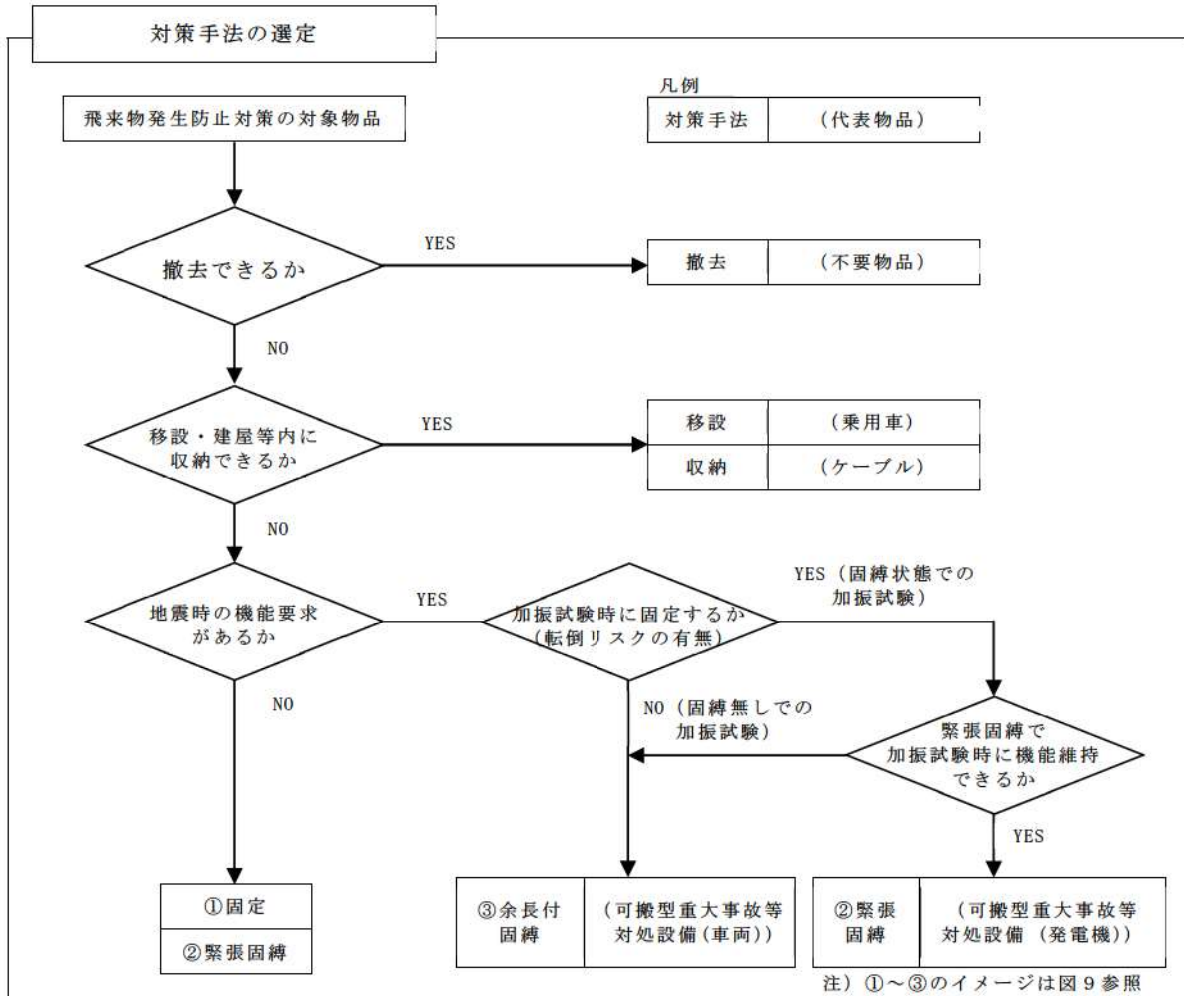 対策手法の選定
飛来物発生防止対策の対象物品
凡例
対策手法 (代表物品)
撤去できるか
YES
撤去 (不要物品)
NO
移設・建屋等内に
収納できるか
YES
移設 (乗用車)
収納 (ケーブル)
NO
地震時の機能要求
があるか
YES
加振試験時に固定するか
(転倒リスクの有無)
YES (固縛状態での
加振試験)
NO
NO (固縛無しでの
加振試験)
緊張固縛で
加振試験時に機能維持
できるか
YES
①固定
②緊張固縛
③余長付
固縛
(可搬型重大事故等
対処設備(車両))
②緊張
固縛
(可搬型重大事故等
対処設備 (発電機))
注) ①~③のイメージは図9参照